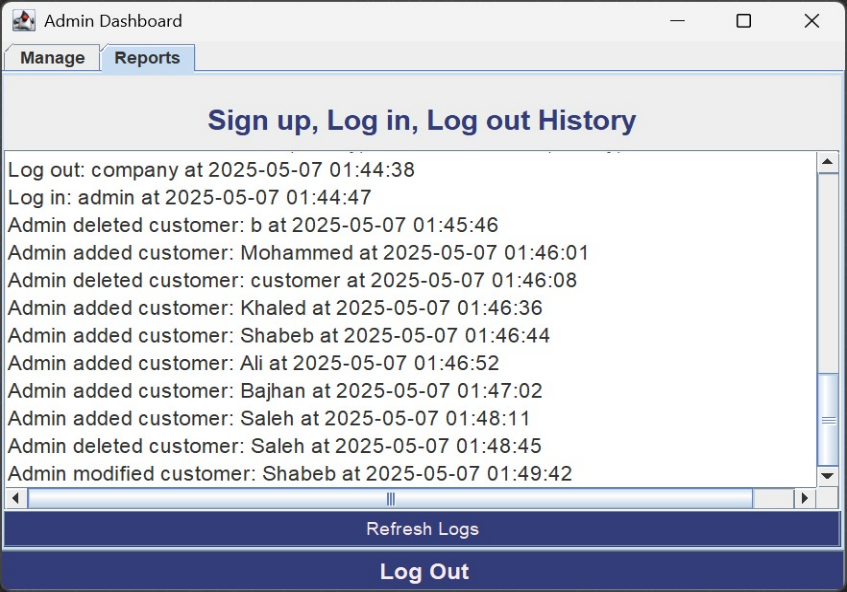 Admin Dashboard
Manage
Reports
Sign up, Log in, Log out History
Log out: company at 2025-05-07 01:44:38
Log in: admin at 2025-05-07 01:44:47
Admin deleted customer: b at 2025-05-07 01:45:46
Admin added customer: Mohammed at 2025-05-07 01:46:01
Admin deleted customer: customer at 2025-05-07 01:46:08
Admin added customer: Khaled at 2025-05-07 01:46:36
Admin added customer: Shabeb at 2025-05-07 01:46:44
Admin added customer: Ali at 2025-05-07 01:46:52
Admin added customer: Bajhan at 2025-05-07 01:47:02
Admin added customer: Saleh at 2025-05-07 01:48:11
Admin deleted customer: Saleh at 2025-05-07 01:48:45
Admin modified customer: Shabeb at 2025-05-07 01:49:42
Refresh Logs
Log Out